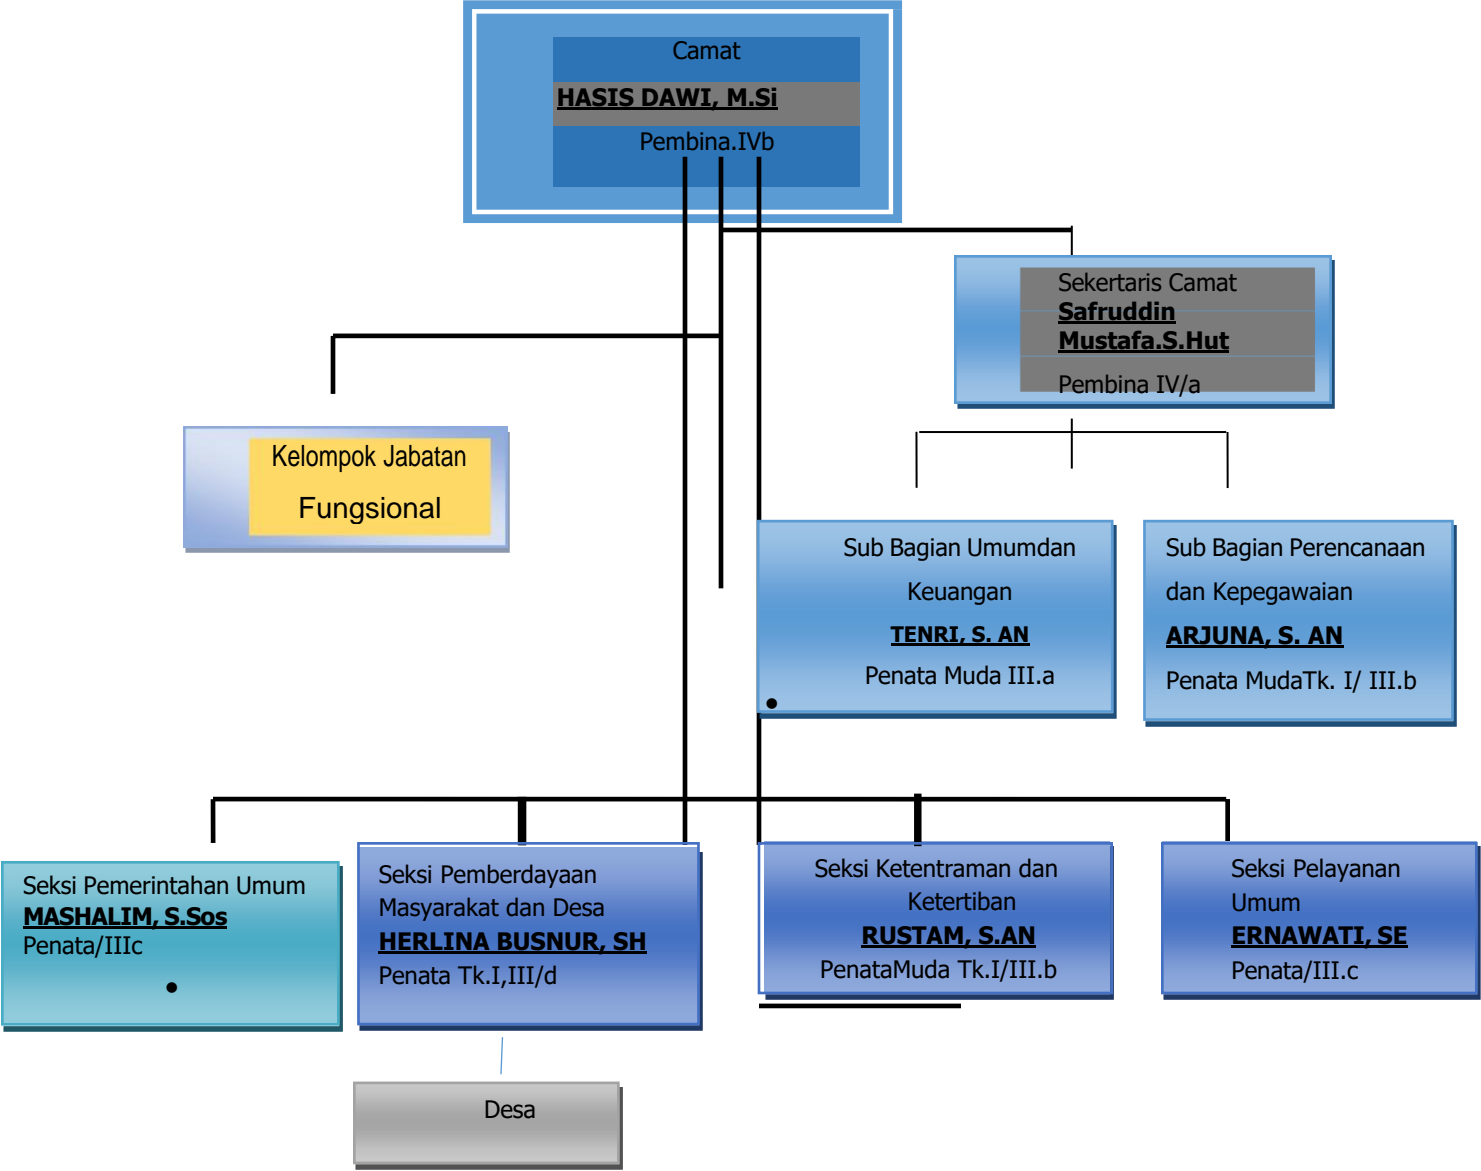 Camat
HASIS DAWI, M.Si
Pembina.IVb
Sekertaris Camat
Safruddin
Mustafa.S.Hut
Pembina IV/a
Kelompok Jabatan
Fungsional
Sub Bagian Umumdan
Keuangan
TENRI, S. AN
Penata Muda III.a
•
Sub Bagian Perencanaan
dan Kepegawaian
ARJUNA, S. AN
Penata MudaTk. I/ III.b
Seksi Pemerintahan Umum
MASHALIM, S.Sos
Penata/IIIc
•
Seksi Pemberdayaan
Masyarakat dan Desa
HERLINA BUSNUR, SH
Penata Tk.I,III/d
Seksi Ketentraman dan
Ketertiban
RUSTAM, S.AN
PenataMuda Tk.I/III.b
Seksi Pelayanan
Umum
ERNAWATI, SE
Penata/III.c
Desa